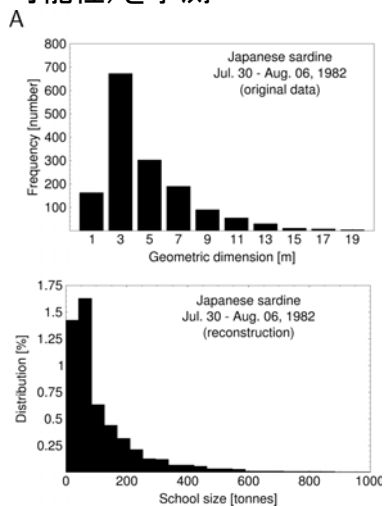 A
800
700
600
500
400
300
200
100
Frequency [number]
Japanese sardine
Jul. 30 - Aug. 06, 1982
(original data)
1 3 5 7 9 11 13 15 17 19
Geometric dimension [m]
1.75
1.5
1.25
1
0.75
0.5
0.25
Distribution [%]
Japanese sardine
Jul. 30 - Aug. 06, 1982
(reconstruction)
0 200 400 600 800 1000
School size [tonnes]